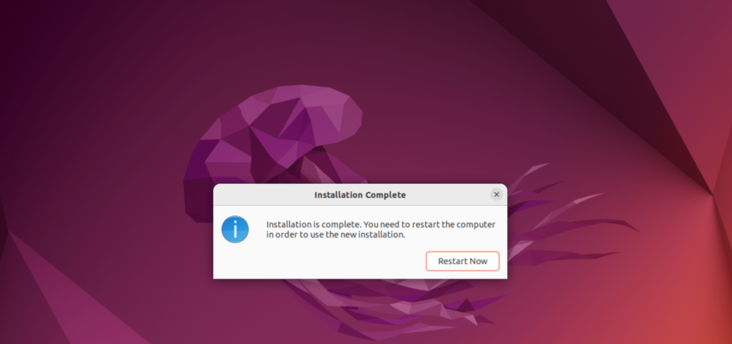 Installation Complete
Installation is complete. You need to restart the computer
in order to use the new installation.
Restart Now